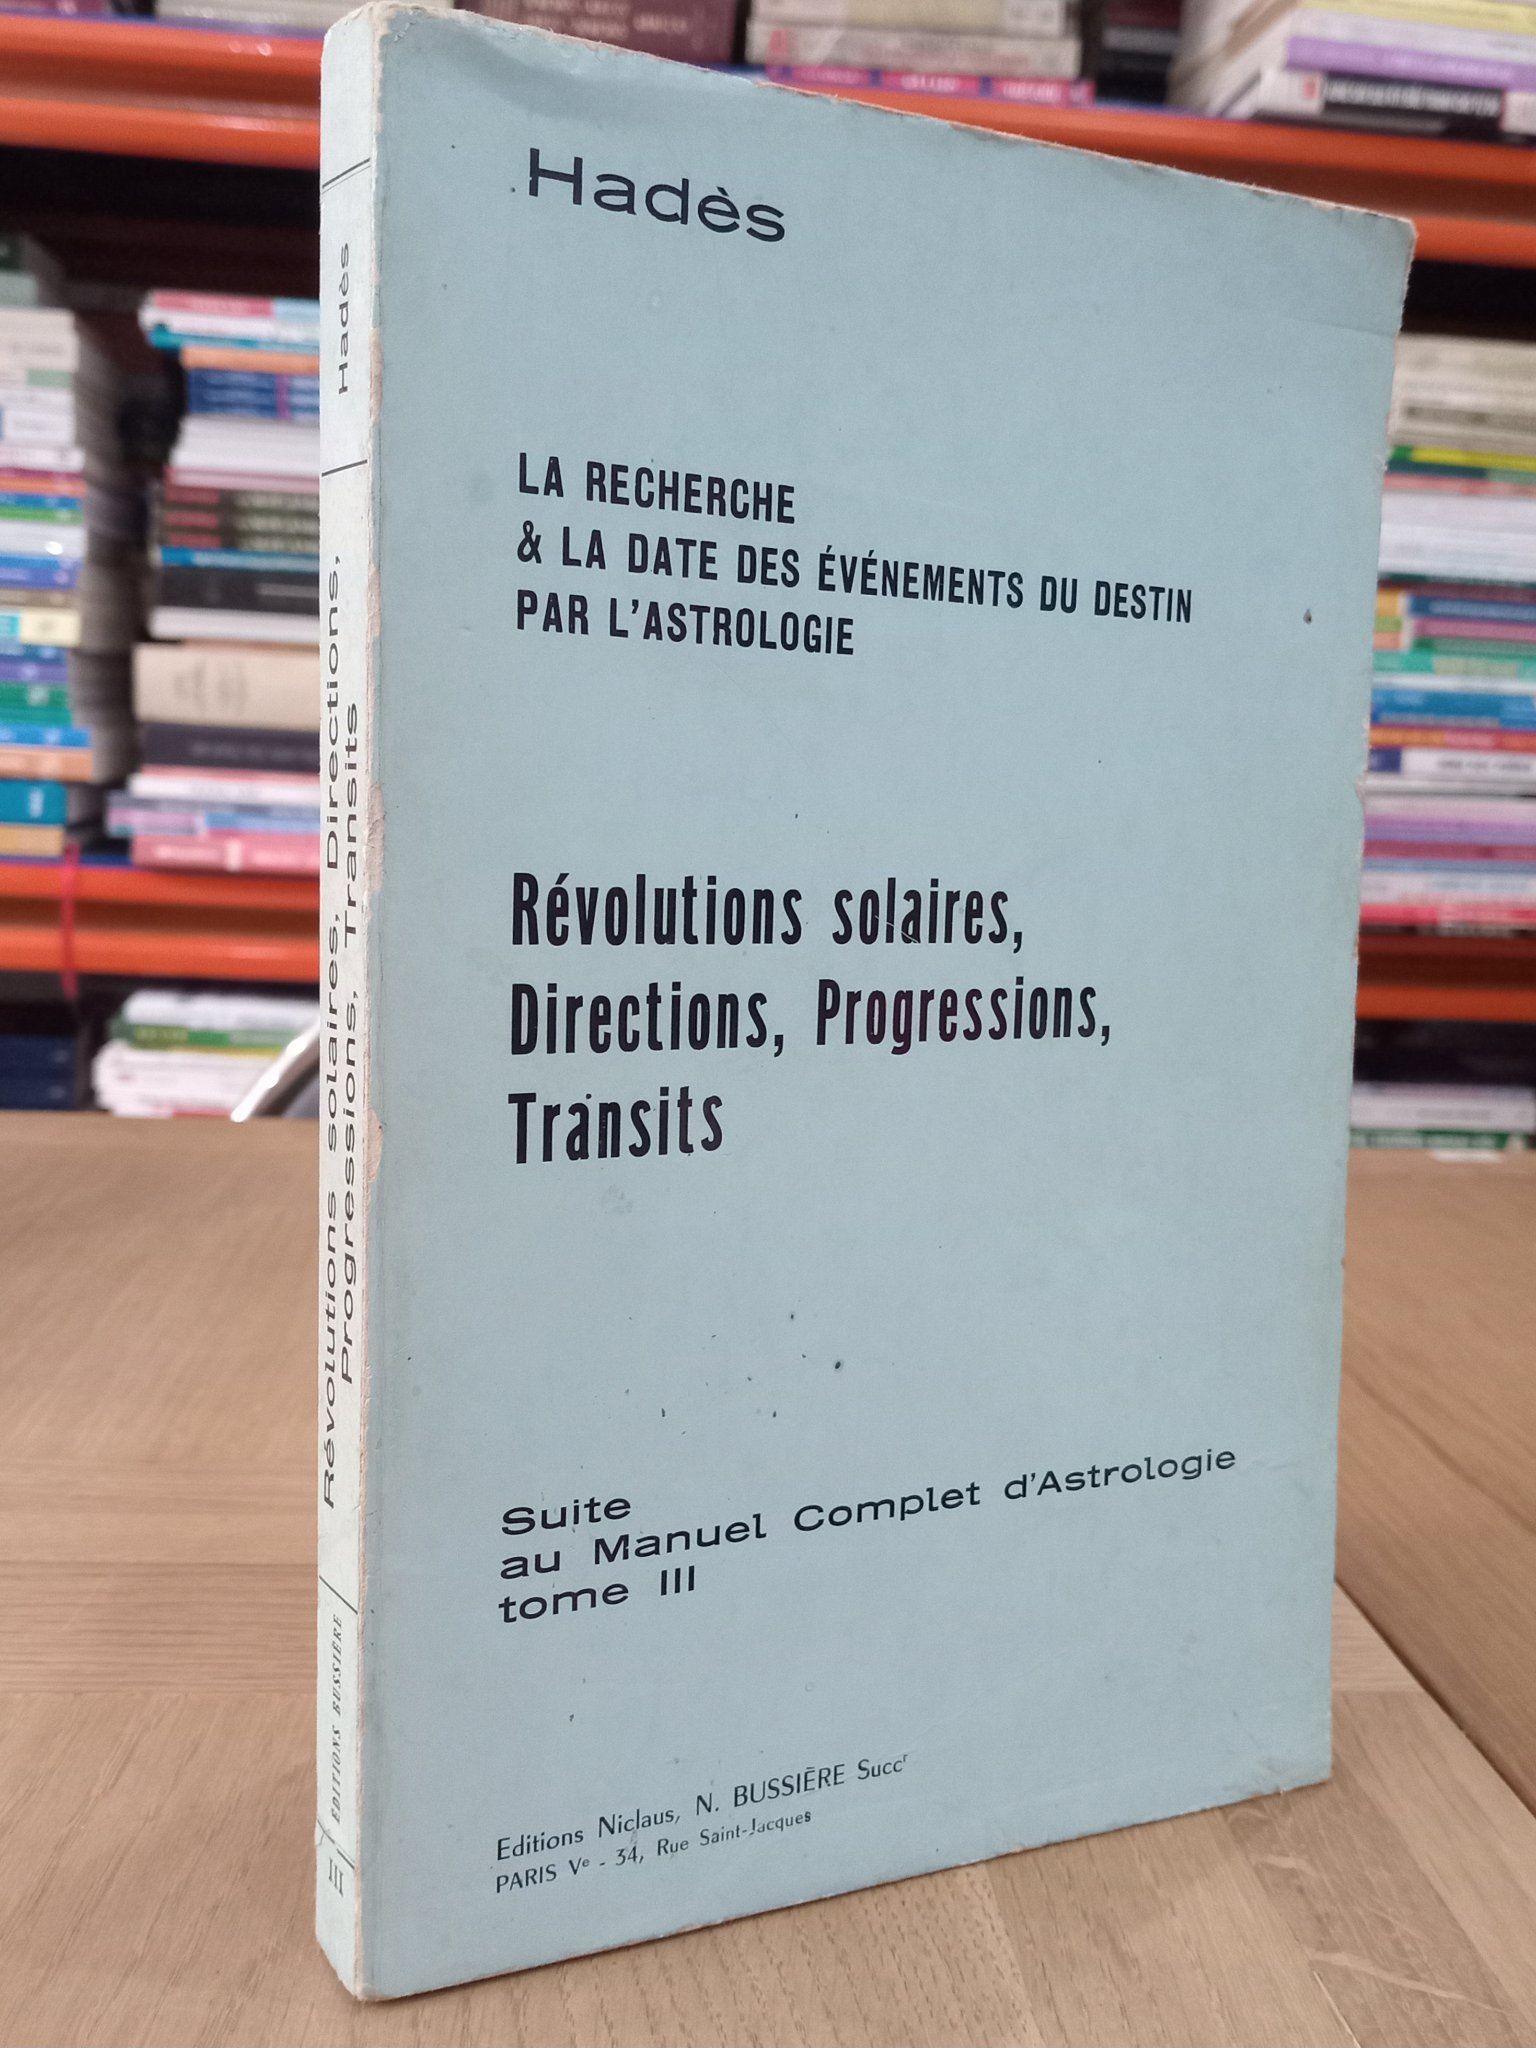 Hadès
LA RECHERCHE
& LA DATE DES ÉVÉNEMENTS DU DESTIN
PAR L'ASTROLOGIE
Révolutions solaires,
Directions, Progressions,
Transits
Suite
au Manuel Complet d'Astrologie
tome III
Editions Niclaus, N. BUSSIÈRE Succr
PARIS Ve - 34, Rue Saint-Jacques
Hadès
Révolutions solaires, Directions,
Progressions, Transits
EDITIONS BUSSIÈRE
III